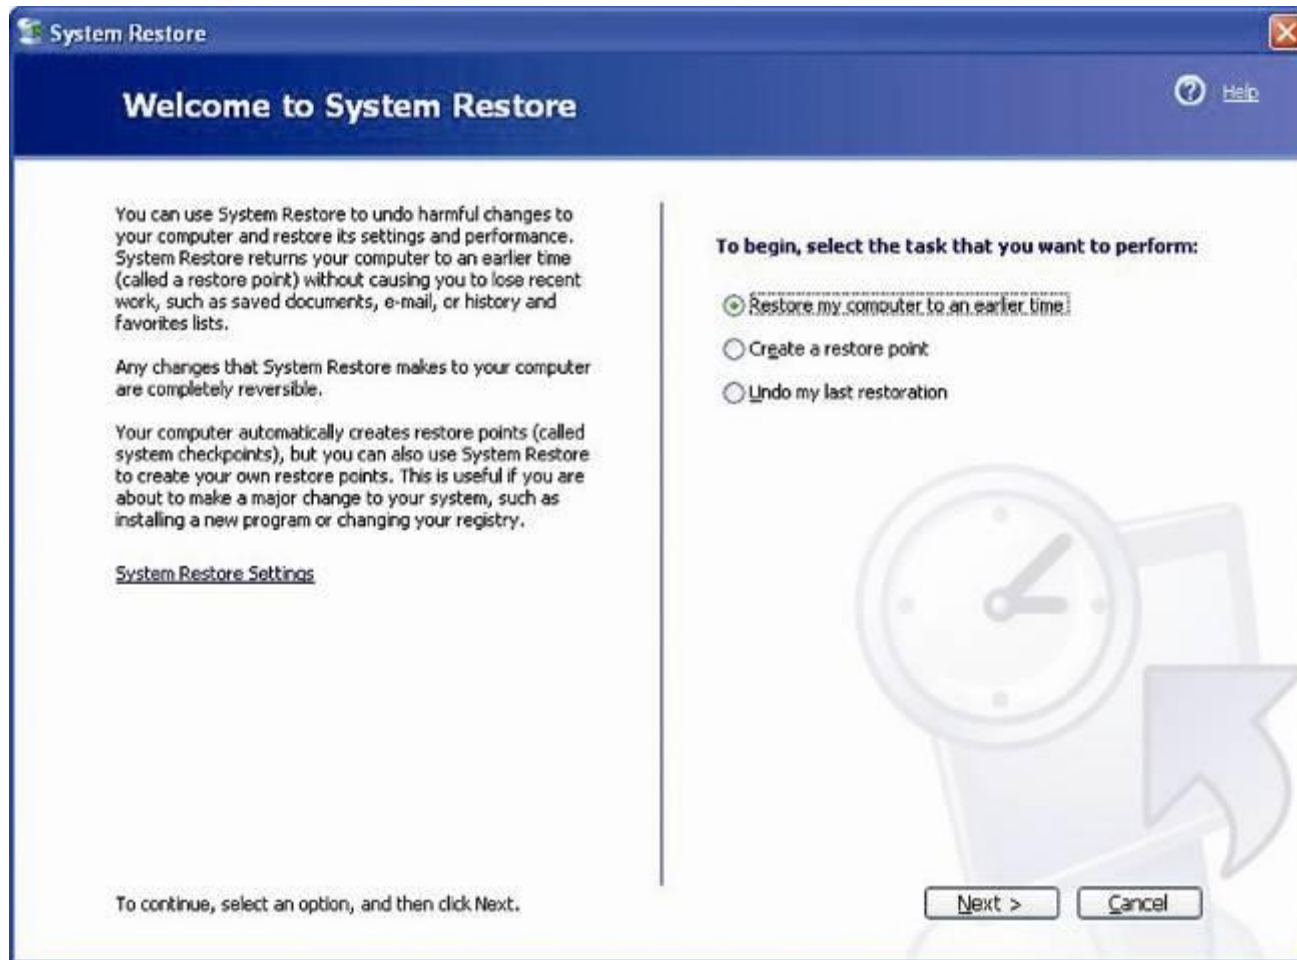 System Restore
Welcome to System Restore
Help
You can use System Restore to undo harmful changes to
your computer and restore its settings and performance.
System Restore returns your computer to an earlier time
(called a restore point) without causing you to lose recent
work, such as saved documents, e-mail, or history and
favorites lists.
Any changes that System Restore makes to your computer
are completely reversible.
Your computer automatically creates restore points (called
system checkpoints), but you can also use System Restore
to create your own restore points. This is useful if you are
about to make a major change to your system, such as
installing a new program or changing your registry.
System Restore Settings
To begin, select the task that you want to perform:
Restore my computer to an earlier time
Create a restore point
Undo my last restoration
To continue, select an option, and then click Next.
Next >
Cancel